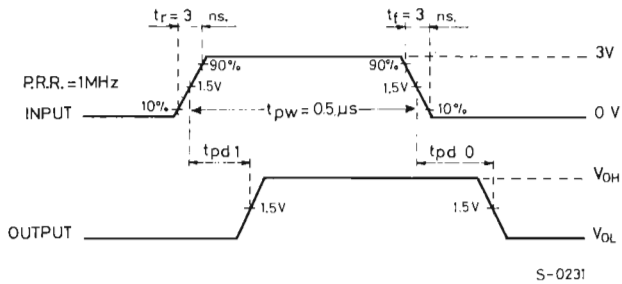 tr = 3 ns.
tf = 3 ns.
90%
90%
3V
P.R.R. = 1MHz
1.5V
1.5V
10%
tpw = 0.5 µs
10%
INPUT
0 V
tpd 1
tpd 0
VOH
1.5V
1.5V
OUTPUT
VOL
S-0231